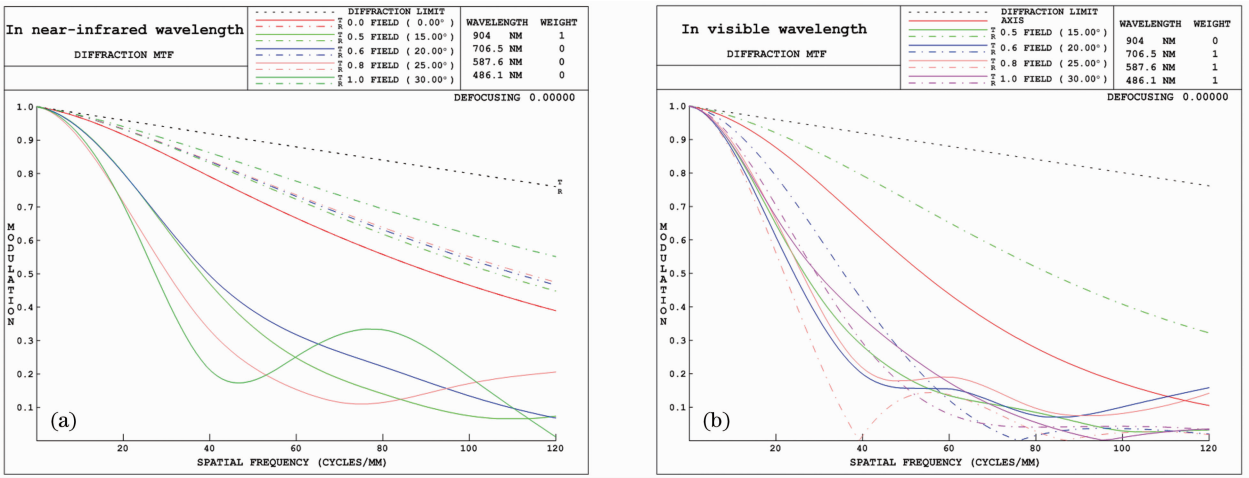 In near-infrared wavelength
DIFFRACTION MTF
DIFFRACTION LIMIT
T
R 0.0 FIELD ( 0.00°)
T
R 0.5 FIELD (15.00°)
T
R 0.6 FIELD (20.00°)
T
R 0.8 FIELD (25.00°)
T
R 1.0 FIELD (30.00°)
WAVELENGTH WEIGHT
904 NM 1
706.5 NM 0
587.6 NM 0
486.1 NM 0
DEFOCUSING 0.00000
MODULATION
1.0
0.9
0.8
0.7
0.6
0.5
0.4
0.3
0.2
0.1
T
R
(a)
20 40 60 80 100 120
SPATIAL FREQUENCY (CYCLES/MM)
In visible wavelength
DIFFRACTION MTF
DIFFRACTION LIMIT
AXIS
T
R 0.5 FIELD (15.00°)
T
R 0.6 FIELD (20.00°)
T
R 0.8 FIELD (25.00°)
T
R 1.0 FIELD (30.00°)
WAVELENGTH WEIGHT
904 NM 0
706.5 NM 1
587.6 NM 1
486.1 NM 1
DEFOCUSING 0.00000
MODULATION
1.0
0.9
0.8
0.7
0.6
0.5
0.4
0.3
0.2
0.1
(b)
20 40 60 80 100 120
SPATIAL FREQUENCY (CYCLES/MM)